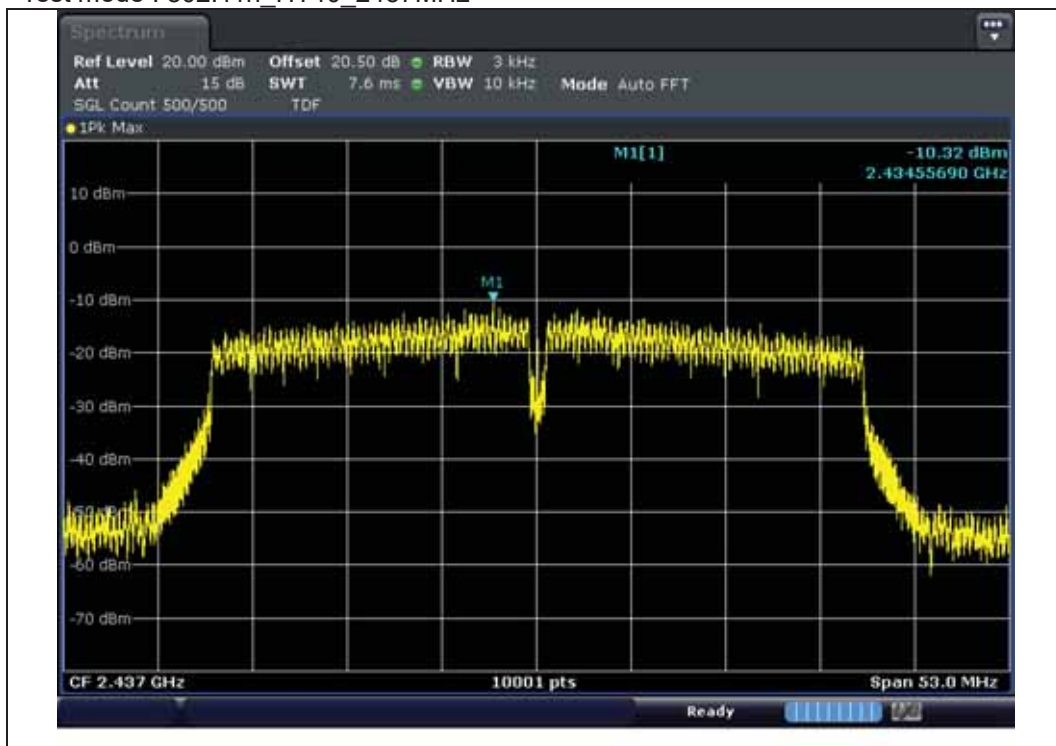 Spectrum
Ref Level 20.00 dBm Offset 20.50 dB RBW 3 kHz
Att 15 dB SWT 7.6 ms VBW 10 kHz Mode Auto FFT
SGL Count 500/500 TDF
1Pk Max
M1[1] -10.32 dBm
2.43455690 GHz
10 dBm
0 dBm
M1
-10 dBm
-20 dBm
-30 dBm
-40 dBm
-60 dBm
-70 dBm
CF 2.437 GHz 10001 pts Span 53.0 MHz
Ready